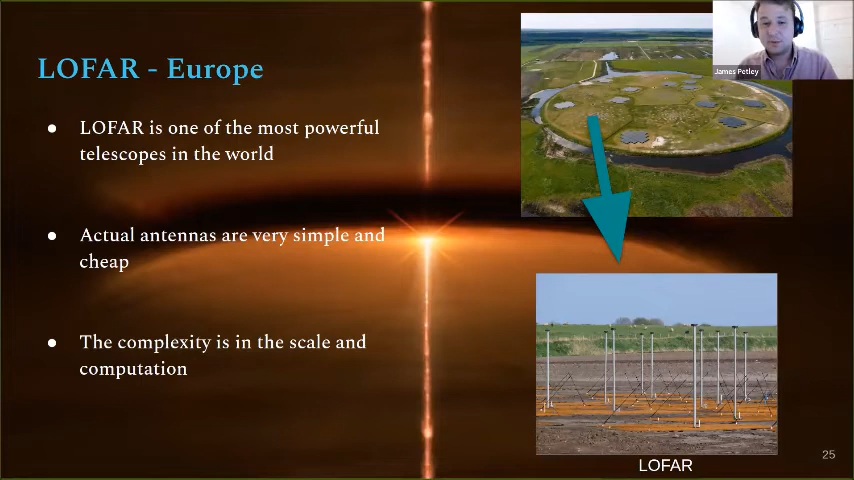 LOFAR - Europe
● LOFAR is one of the most powerful
telescopes in the world
● Actual antennas are very simple and
cheap
● The complexity is in the scale and
computation
James Petley
LOFAR
25